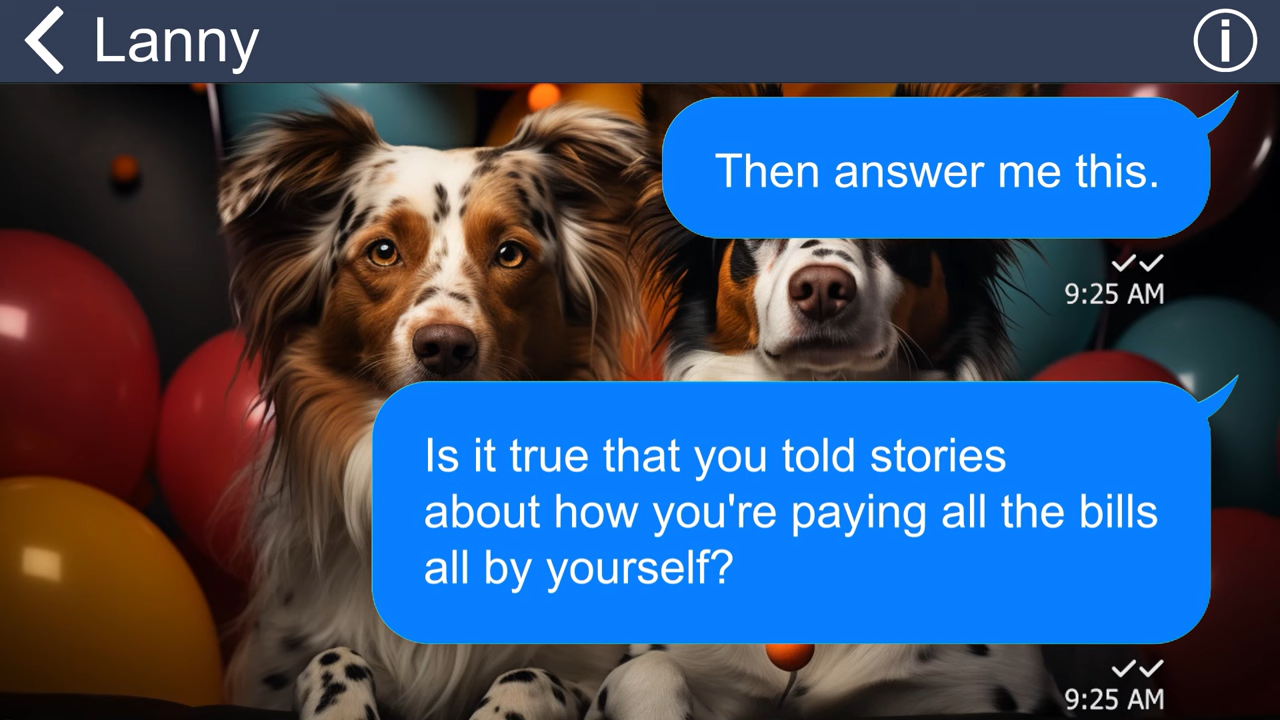 Lanny
Then answer me this.
9:25 AM
Is it true that you told stories
about how you're paying all the bills
all by yourself?
9:25 AM